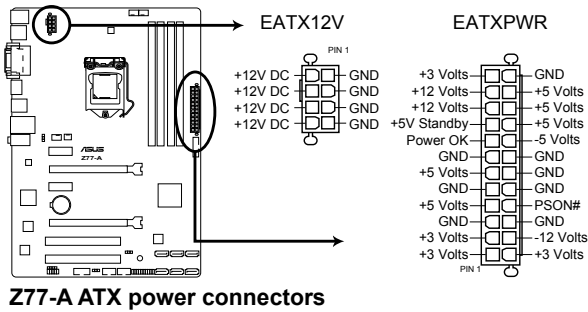 EATX12V
EATXPWR
PIN 1
+12V DC GND
+12V DC GND
+12V DC GND
+12V DC GND
+3 Volts GND
+12 Volts +5 Volts
+12 Volts +5 Volts
+5V Standby +5 Volts
Power OK -5 Volts
GND GND
+5 Volts GND
GND GND
+5 Volts PSON#
GND GND
+3 Volts -12 Volts
+3 Volts +3 Volts
PIN 1
ASUS
Z77-A
Z77-A ATX power connectors